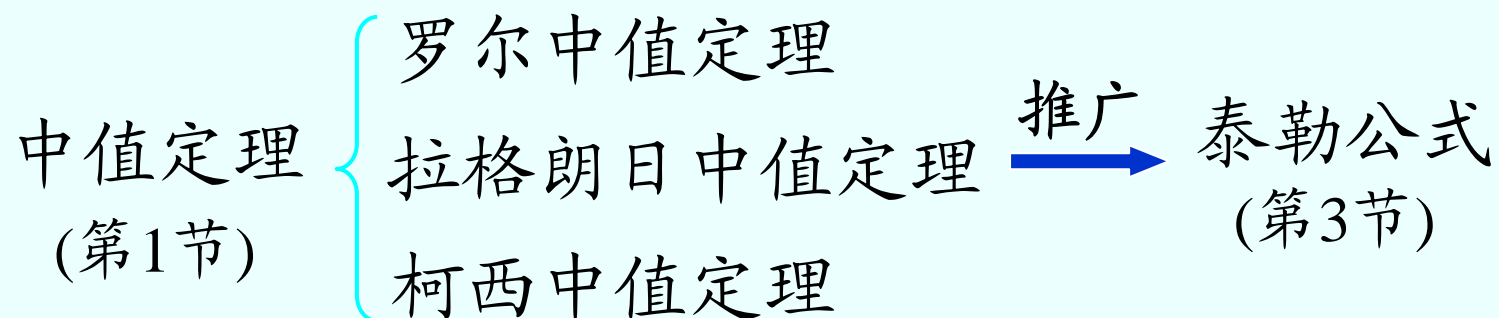 中值定理
(第1节)
罗尔中值定理
拉格朗日中值定理
柯西中值定理
推广
泰勒公式
(第3节)